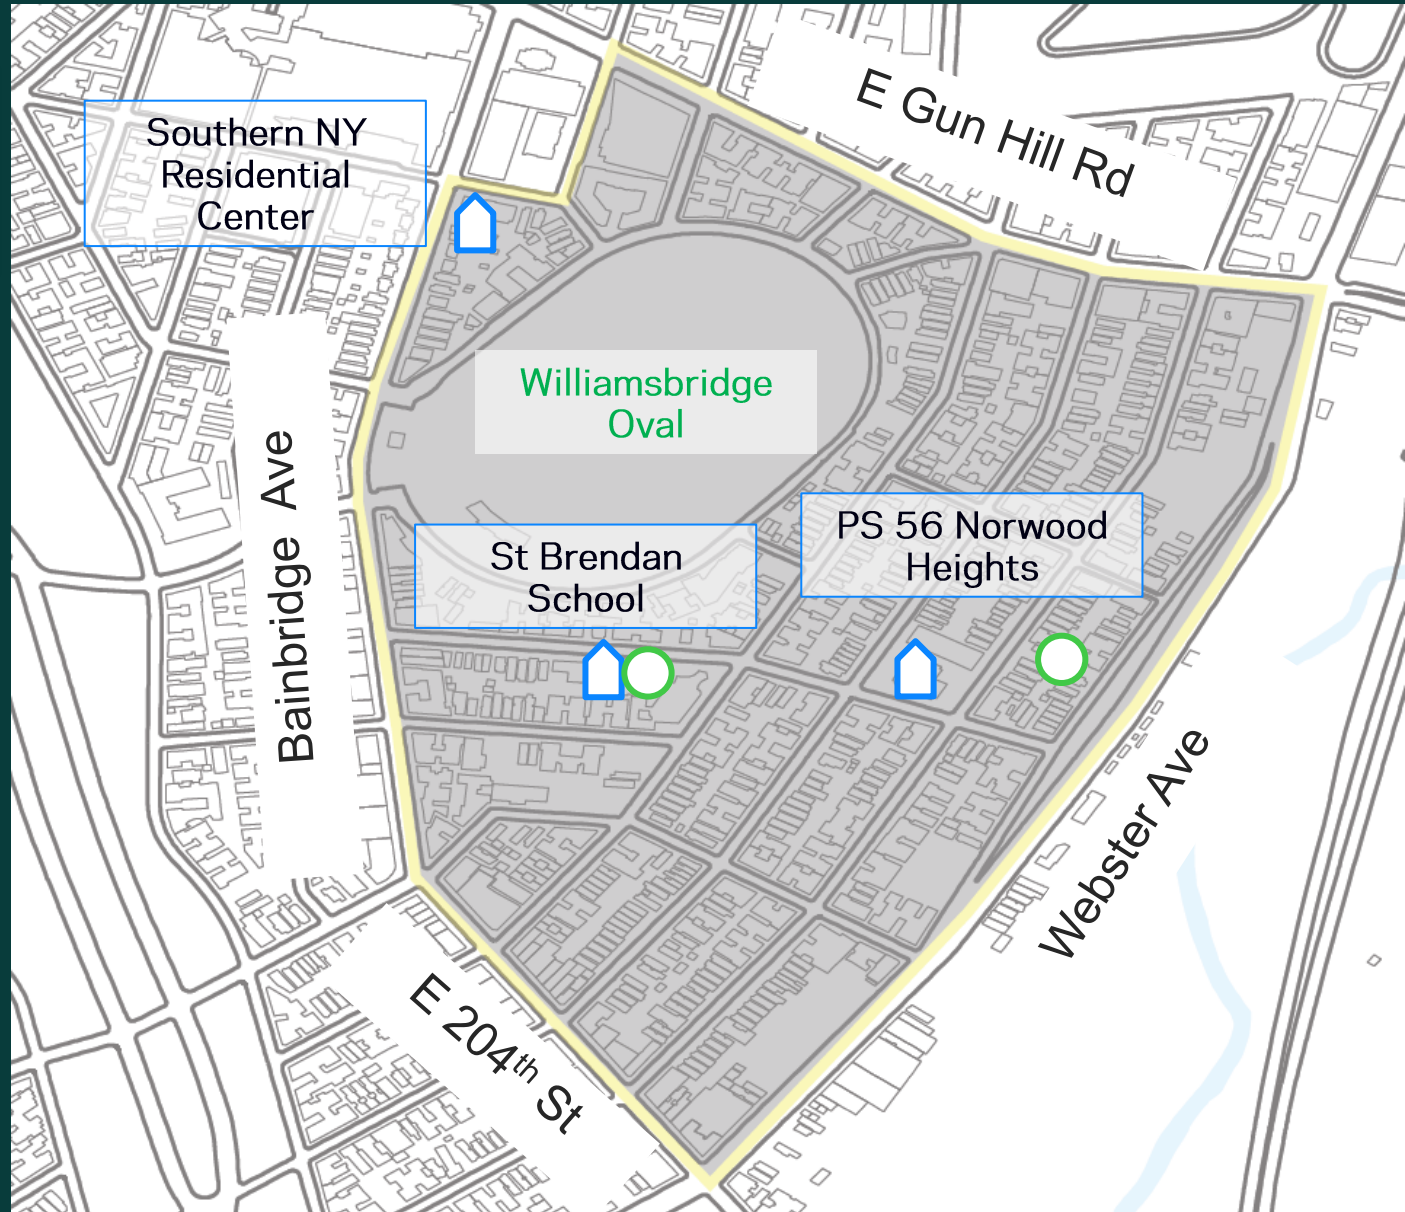 E Gun Hill Rd
Southern NY
Residential
Center
Williamsbridge
Oval
Bainbridge Ave
PS 56 Norwood
Heights
St Brendan
School
Webster Ave
E 204th St